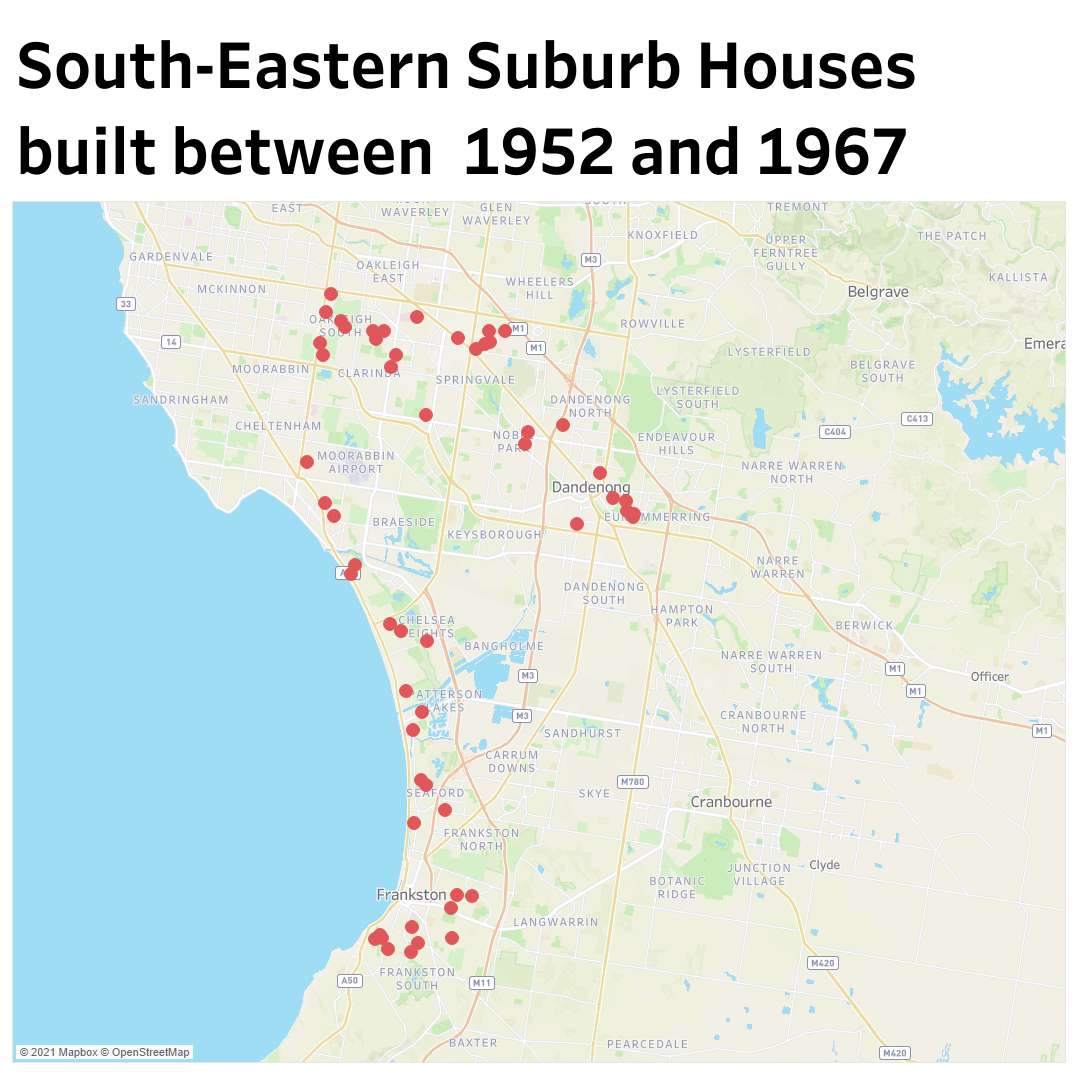 South-Eastern Suburb Houses
built between 1952 and 1967
EAST
WAVERLEY
GLEN
WAVERLEY
SOUTH
TREMONT
KNOXFIELD
UPPER
FERNTREE
GULLY
THE PATCH
GARDENVALE
OAKLEIGH
EAST
M3
KALLISTA
MCKINNON
WHEELERS
HILL
Belgrave
33
OAKLEIGH
SOUTH
M1
ROWVILLE
14
M1
Emera
LYSTERFIELD
MOORABBIN
CLARINDA
SPRINGVALE
BELGRAVE
SOUTH
SANDRINGHAM
DANDENONG
NORTH
LYSTERFIELD
SOUTH
C413
CHELTENHAM
NOBLE
PARK
ENDEAVOUR
HILLS
C404
MOORABBIN
AIRPORT
NARRE WARREN
NORTH
Dandenong
BRAESIDE
EUMEMMERRING
KEYSBOROUGH
NARRE
WARREN
DANDENONG
SOUTH
HAMPTON
PARK
CHELSEA
HEIGHTS
BERWICK
BANGHOLME
NARRE WARREN
SOUTH
M1
M3
Officer
PATTERSON
LAKES
M1
M3
CRANBOURNE
NORTH
M1
SANDHURST
CARRUM
DOWNS
SEAFORD
SKYE
M780
Cranbourne
FRANKSTON
NORTH
JUNCTION
VILLAGE
Clyde
BOTANIC
RIDGE
Frankston
LANGWARRIN
M420
FRANKSTON
SOUTH
A50
M11
BAXTER
PEARCEDALE
M420
© 2021 Mapbox © OpenStreetMap